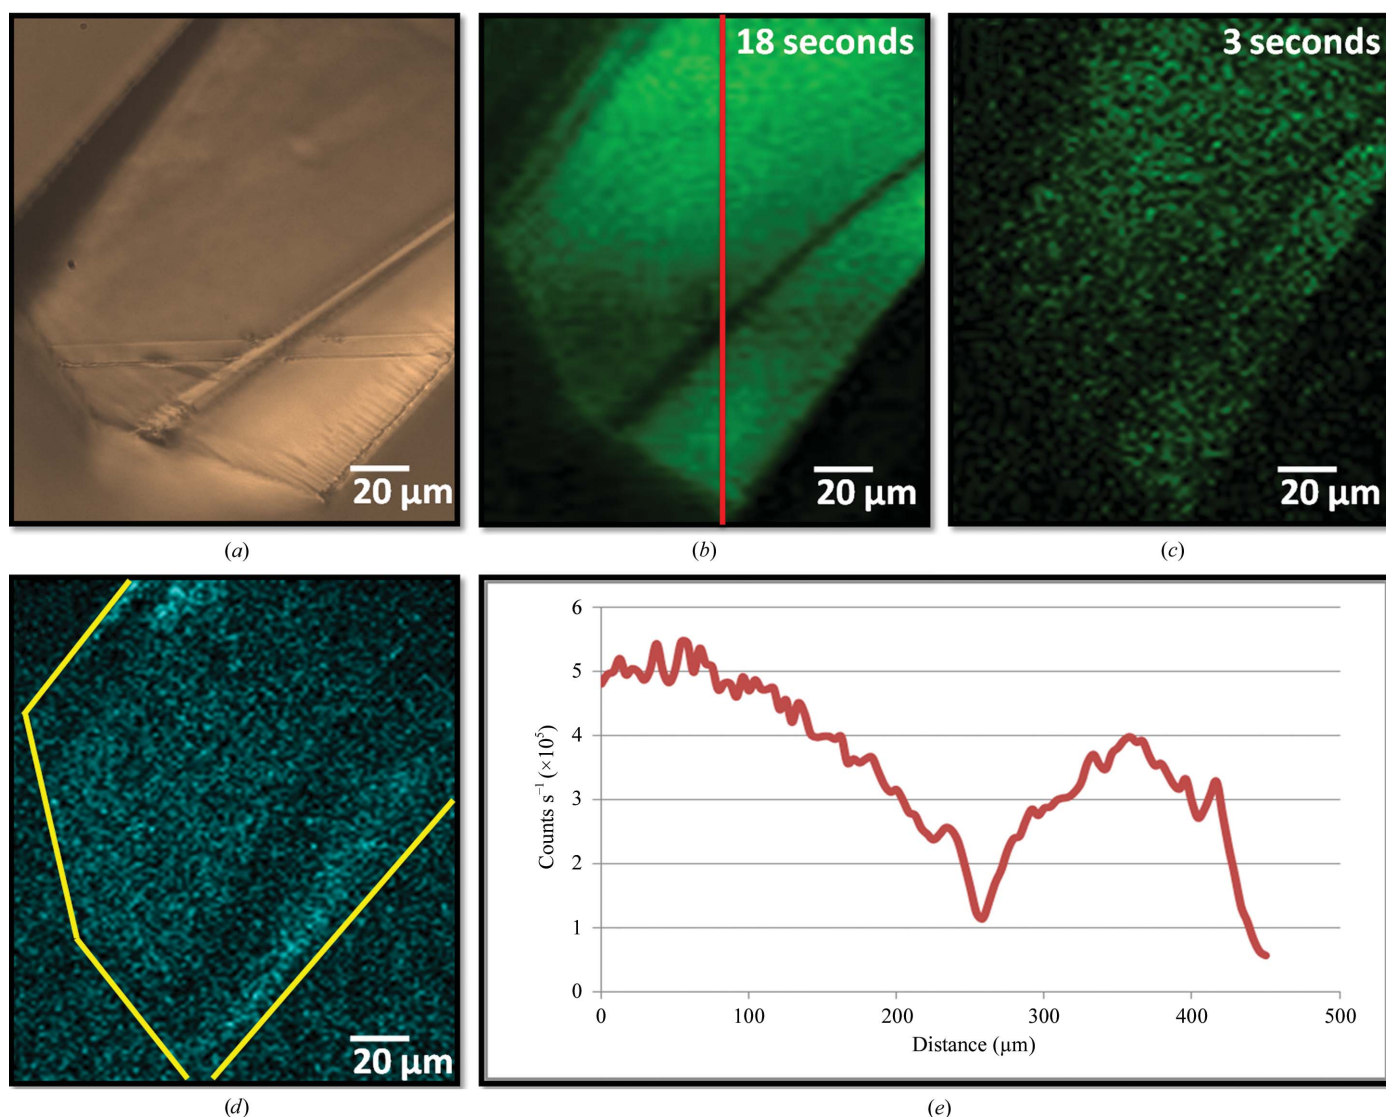 18 seconds
3 seconds
20 μm
20 μm
20 μm
(a)
(b)
(c)
20 μm
6
5
4
3
2
1
0
Counts s⁻¹ (×10⁵)
0
100
200
300
400
500
Distance (μm)
(d)
(e)